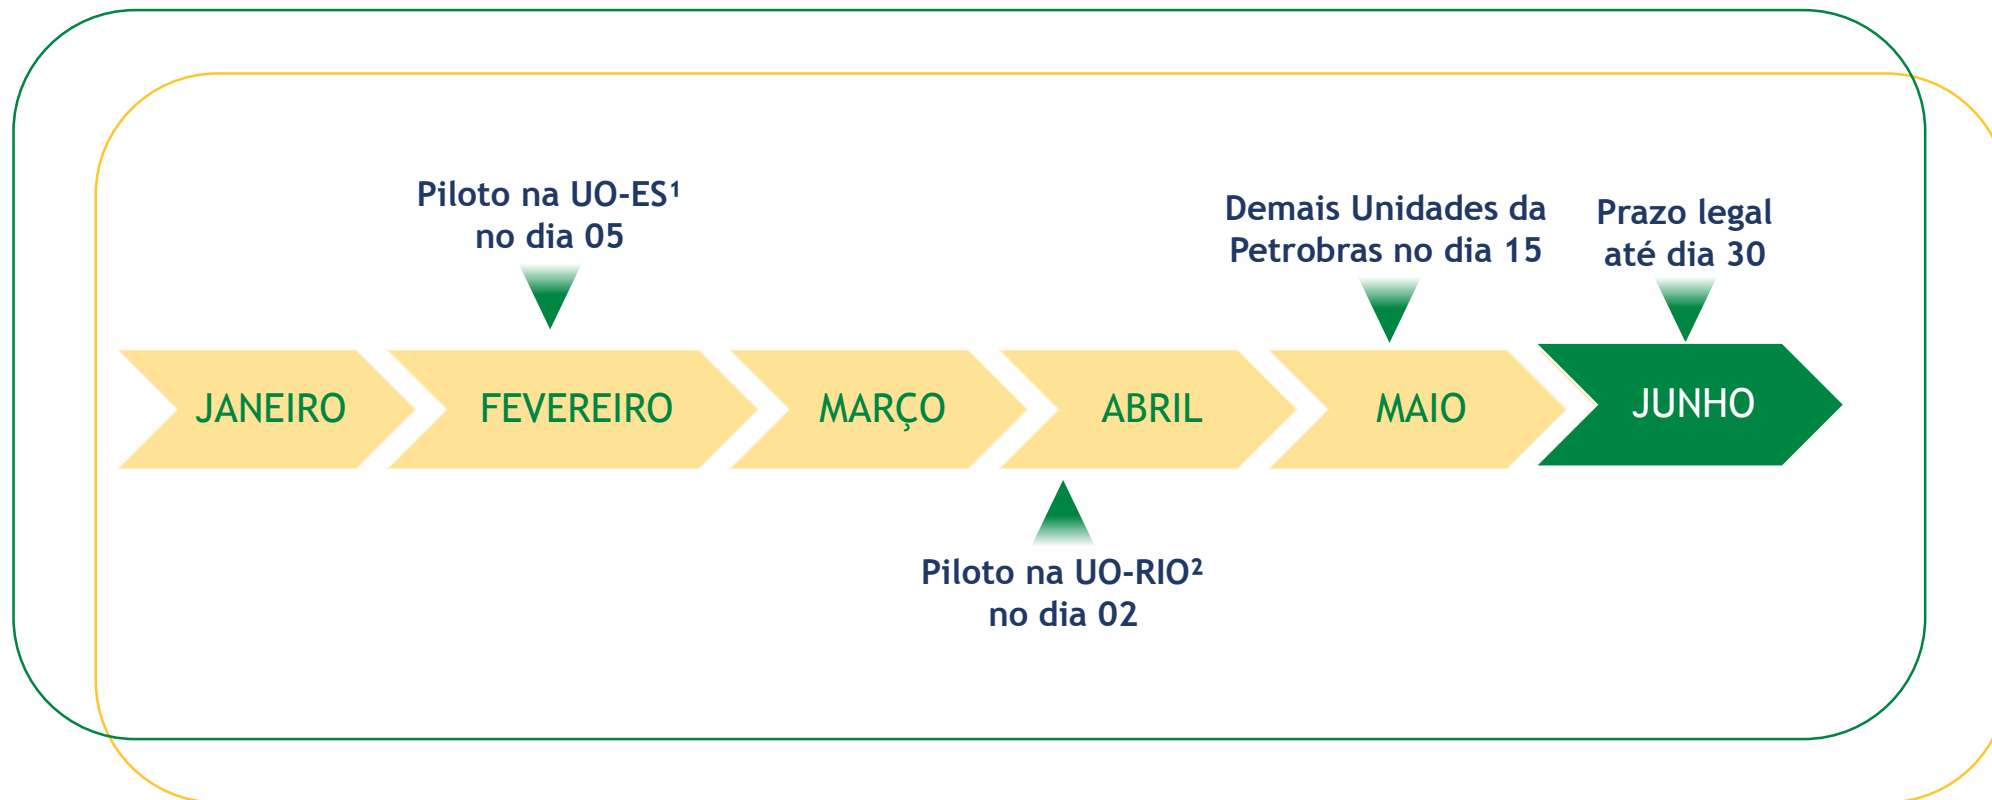 Piloto na UO-ES¹
no dia 05
Demais Unidades da
Petrobras no dia 15
Prazo legal
até dia 30
JANEIRO
FEVEREIRO
MARÇO
ABRIL
MAIO
JUNHO
Piloto na UO-RIO²
no dia 02